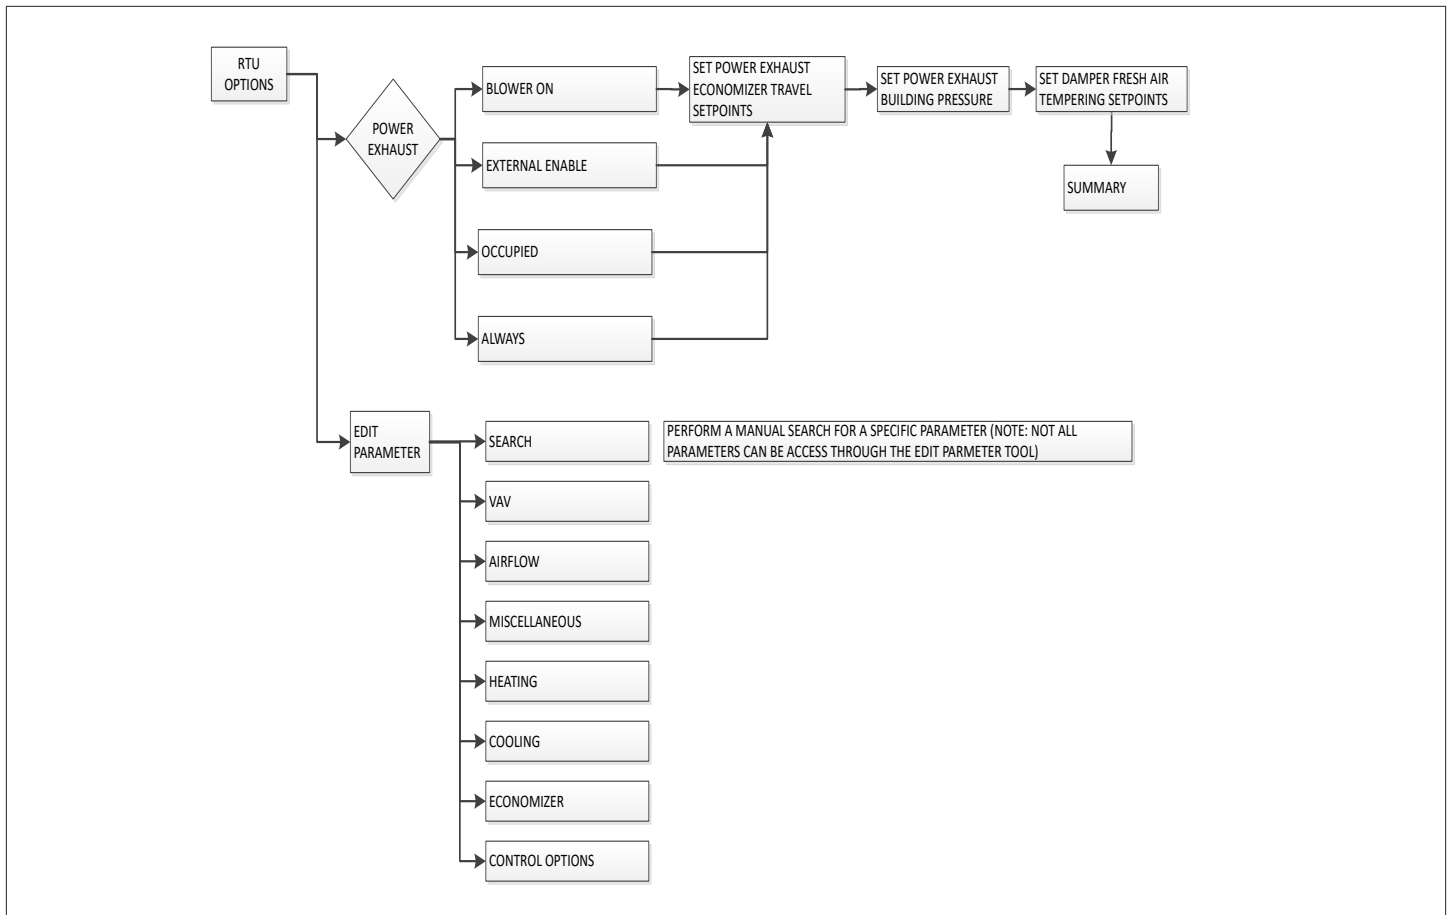 RTU
OPTIONS
POWER
EXHAUST
BLOWER ON
EXTERNAL ENABLE
OCCUPIED
ALWAYS
SET POWER EXHAUST
ECONOMIZER TRAVEL
SETPOINTS
SET POWER EXHAUST
BUILDING PRESSURE
SET DAMPER FRESH AIR
TEMPERING SETPOINTS
SUMMARY
EDIT
PARAMETER
SEARCH
PERFORM A MANUAL SEARCH FOR A SPECIFIC PARAMETER (NOTE: NOT ALL
PARAMETERS CAN BE ACCESS THROUGH THE EDIT PARMETER TOOL)
VAV
AIRFLOW
MISCELLANEOUS
HEATING
COOLING
ECONOMIZER
CONTROL OPTIONS